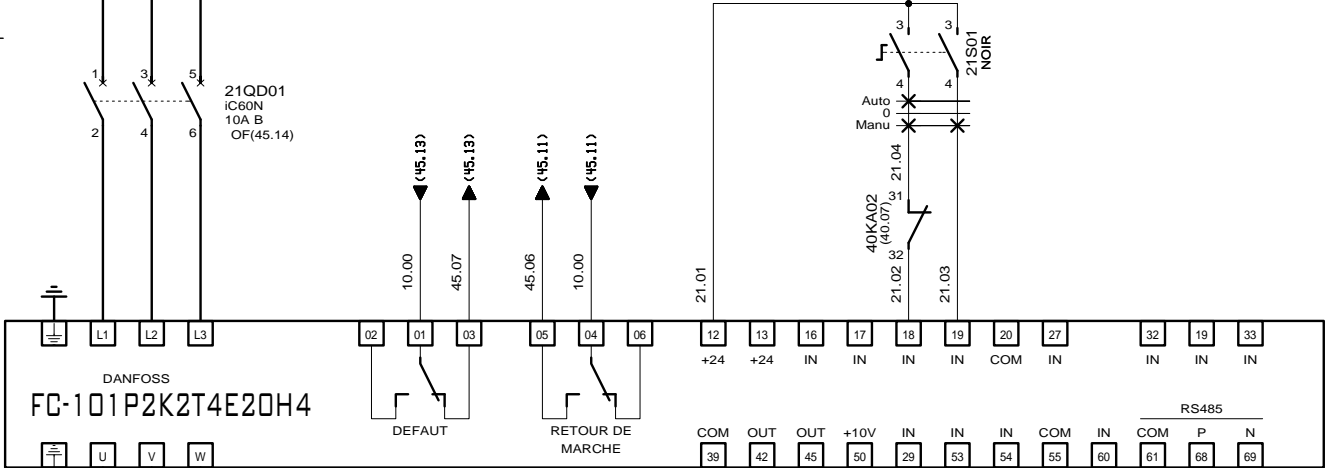 3 3
21S01
NOIR
4 4
Auto
0
Manu
1 3 5
21QD01
iC60N
10A B
OF(45.14)
2 4 6
(45.13) (45.13) (45.11) (45.11)
21.04
31
40KA02
(40.07)
32
10.00 45.07 45.06 10.00 21.01 21.02 21.03
L1 L2 L3 02 01 03 05 04 06 12 13 16 17 18 19 20 27 32 19 33
+24 +24 IN IN IN IN COM IN IN IN IN
DANFOSS
FC-101P2K2T4E20H4
DEFAUT
RETOUR DE
MARCHE
RS485
COM OUT OUT +10V IN IN IN COM IN COM P N
U V W 39 42 45 50 29 53 54 55 60 61 68 69